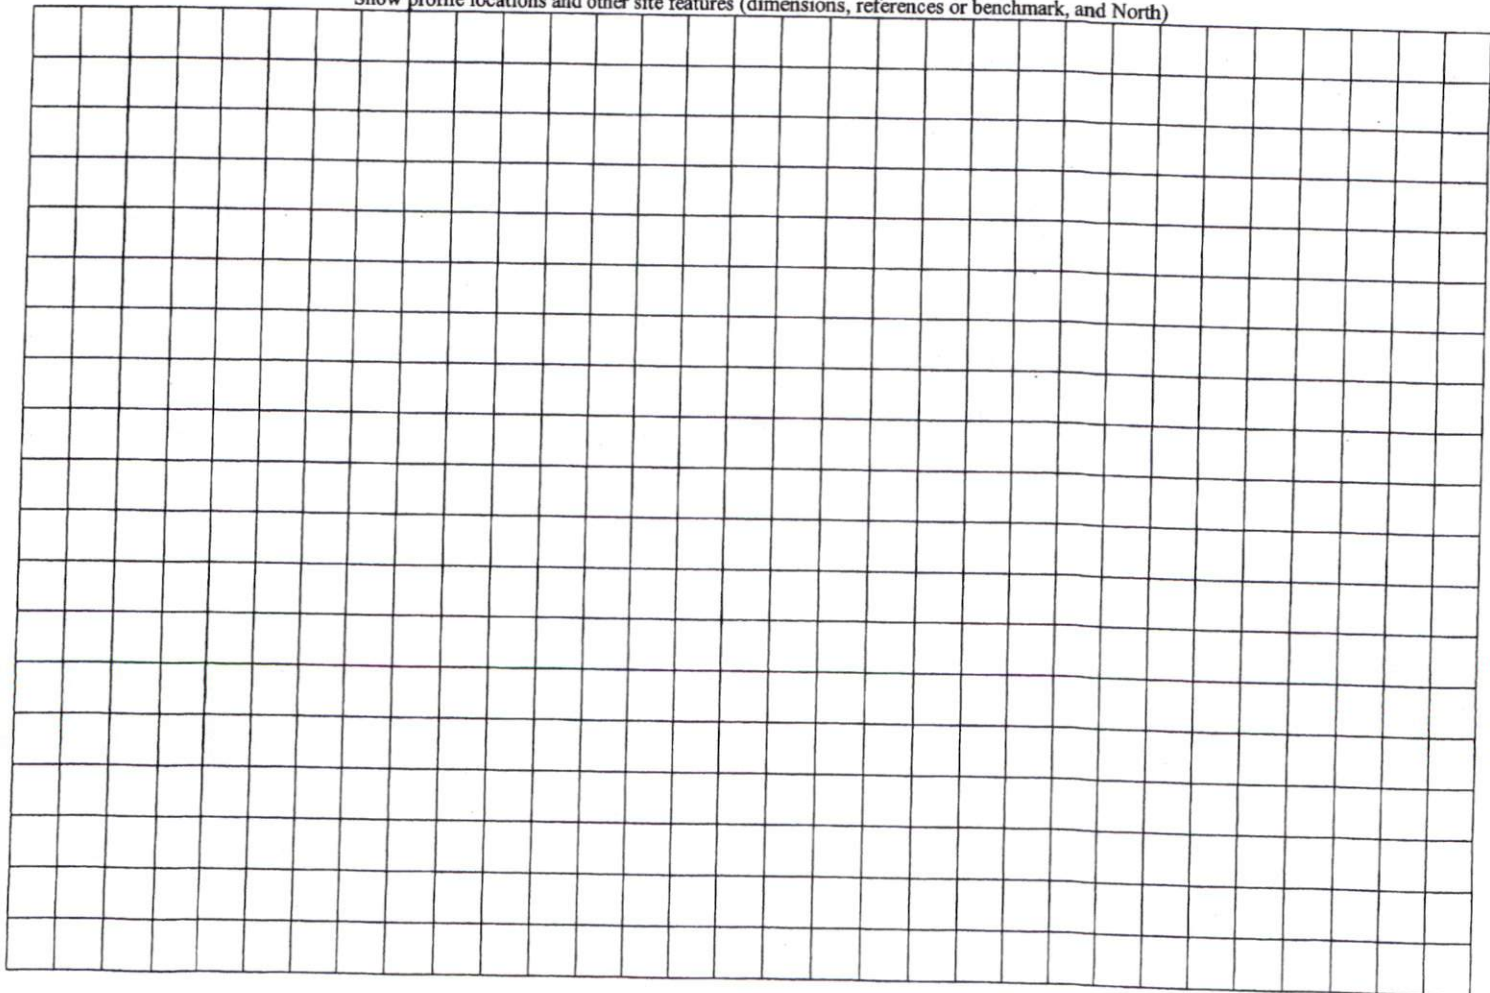 Show profile locations and other site features (dimensions, references or benchmark, and North)